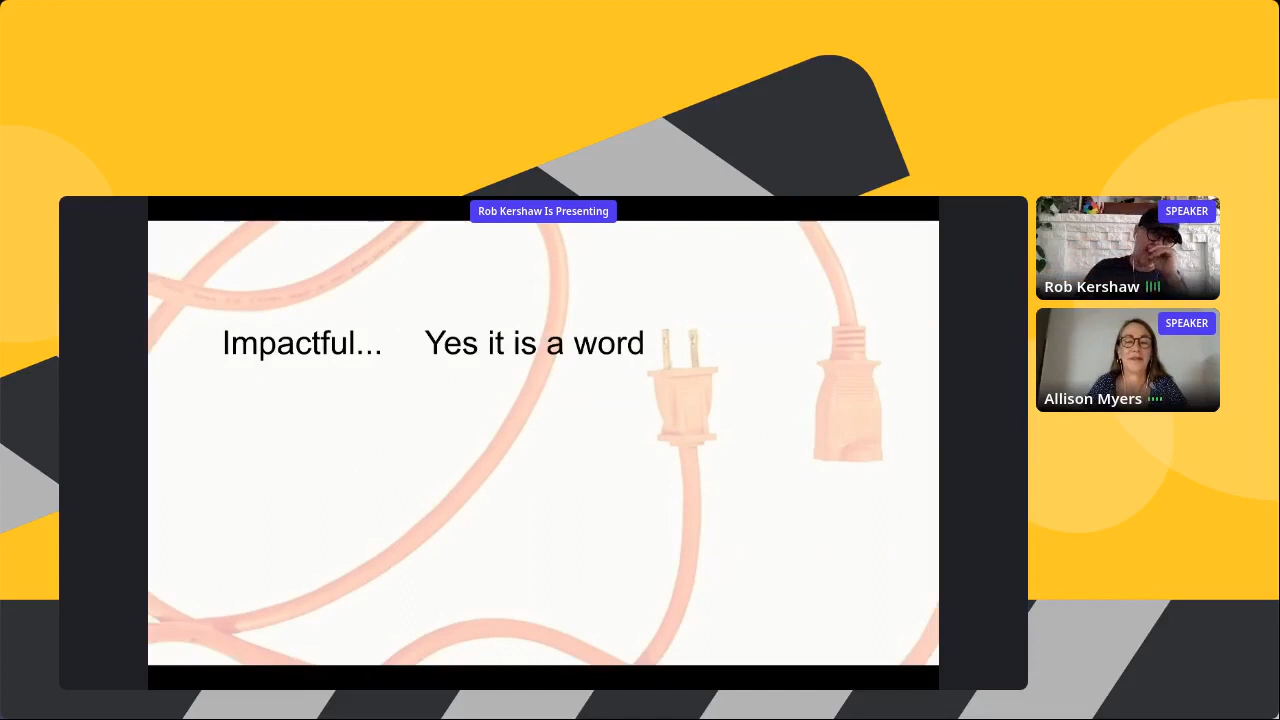 Rob Kershaw Is Presenting
Impactful... Yes it is a word
SPEAKER
Rob Kershaw
SPEAKER
Allison Myers